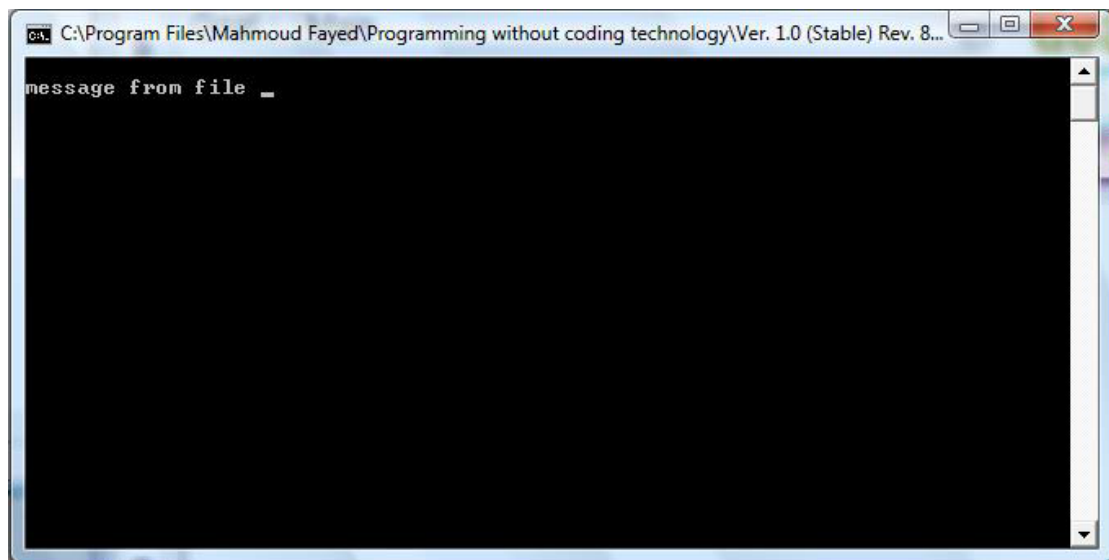 C:\Program Files\Mahmoud Fayed\Programming without coding technology\Ver. 1.0 (Stable) Rev. 8...
message from file _